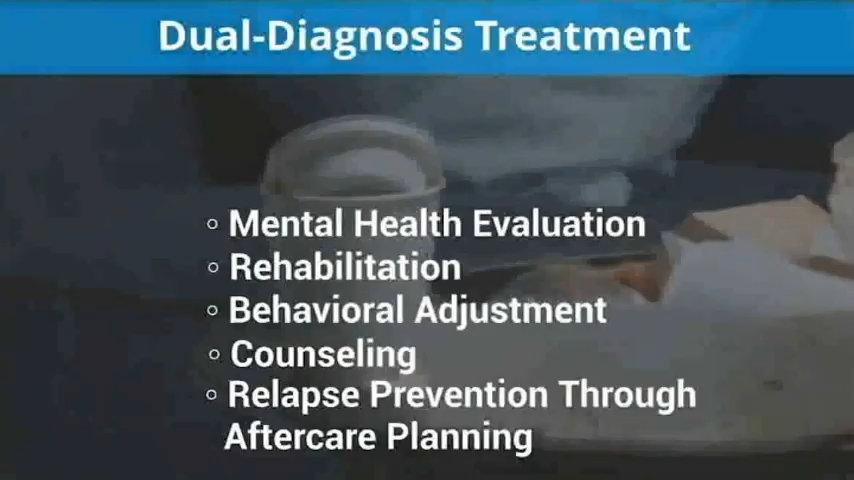 Dual-Diagnosis Treatment
◦ Mental Health Evaluation
◦ Rehabilitation
◦ Behavioral Adjustment
◦ Counseling
◦ Relapse Prevention Through
Aftercare Planning